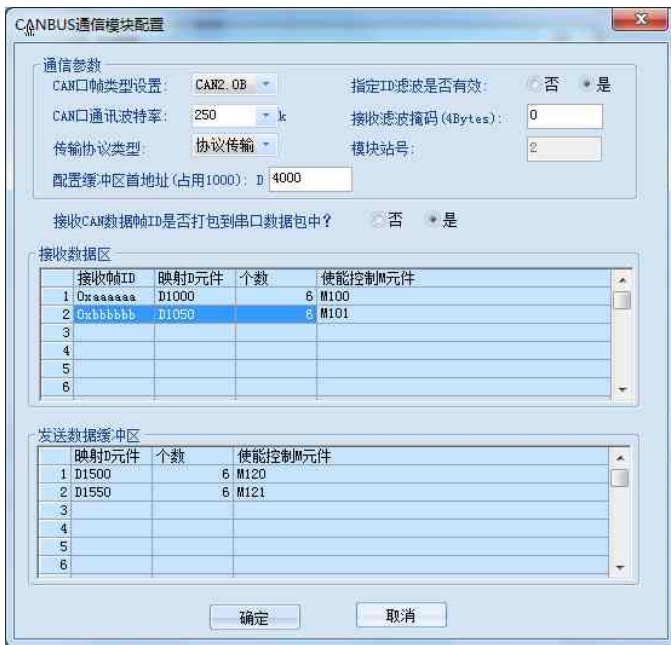 CANBUS通信模块配置
通信参数
CAN口帧类型设置: CAN2.0B 指定ID滤波是否有效: 否 是
CAN口通讯波特率: 250 k 接收滤波掩码(4Bytes): 0
传输协议类型: 协议传输 模块站号: 2
配置缓冲区首地址(占用1000): D 4000
接收CAN数据帧ID是否打包到串口数据包中? 否 是
接收数据区
接收帧ID 映射D元件 个数 使能控制M元件
1 0xaaaaaa D1000 6 M100
2 0xbbbbbb D1050 6 M101
3
4
5
6
发送数据缓冲区
映射D元件 个数 使能控制M元件
1 D1500 6 M120
2 D1550 6 M121
3
4
5
6
确定 取消